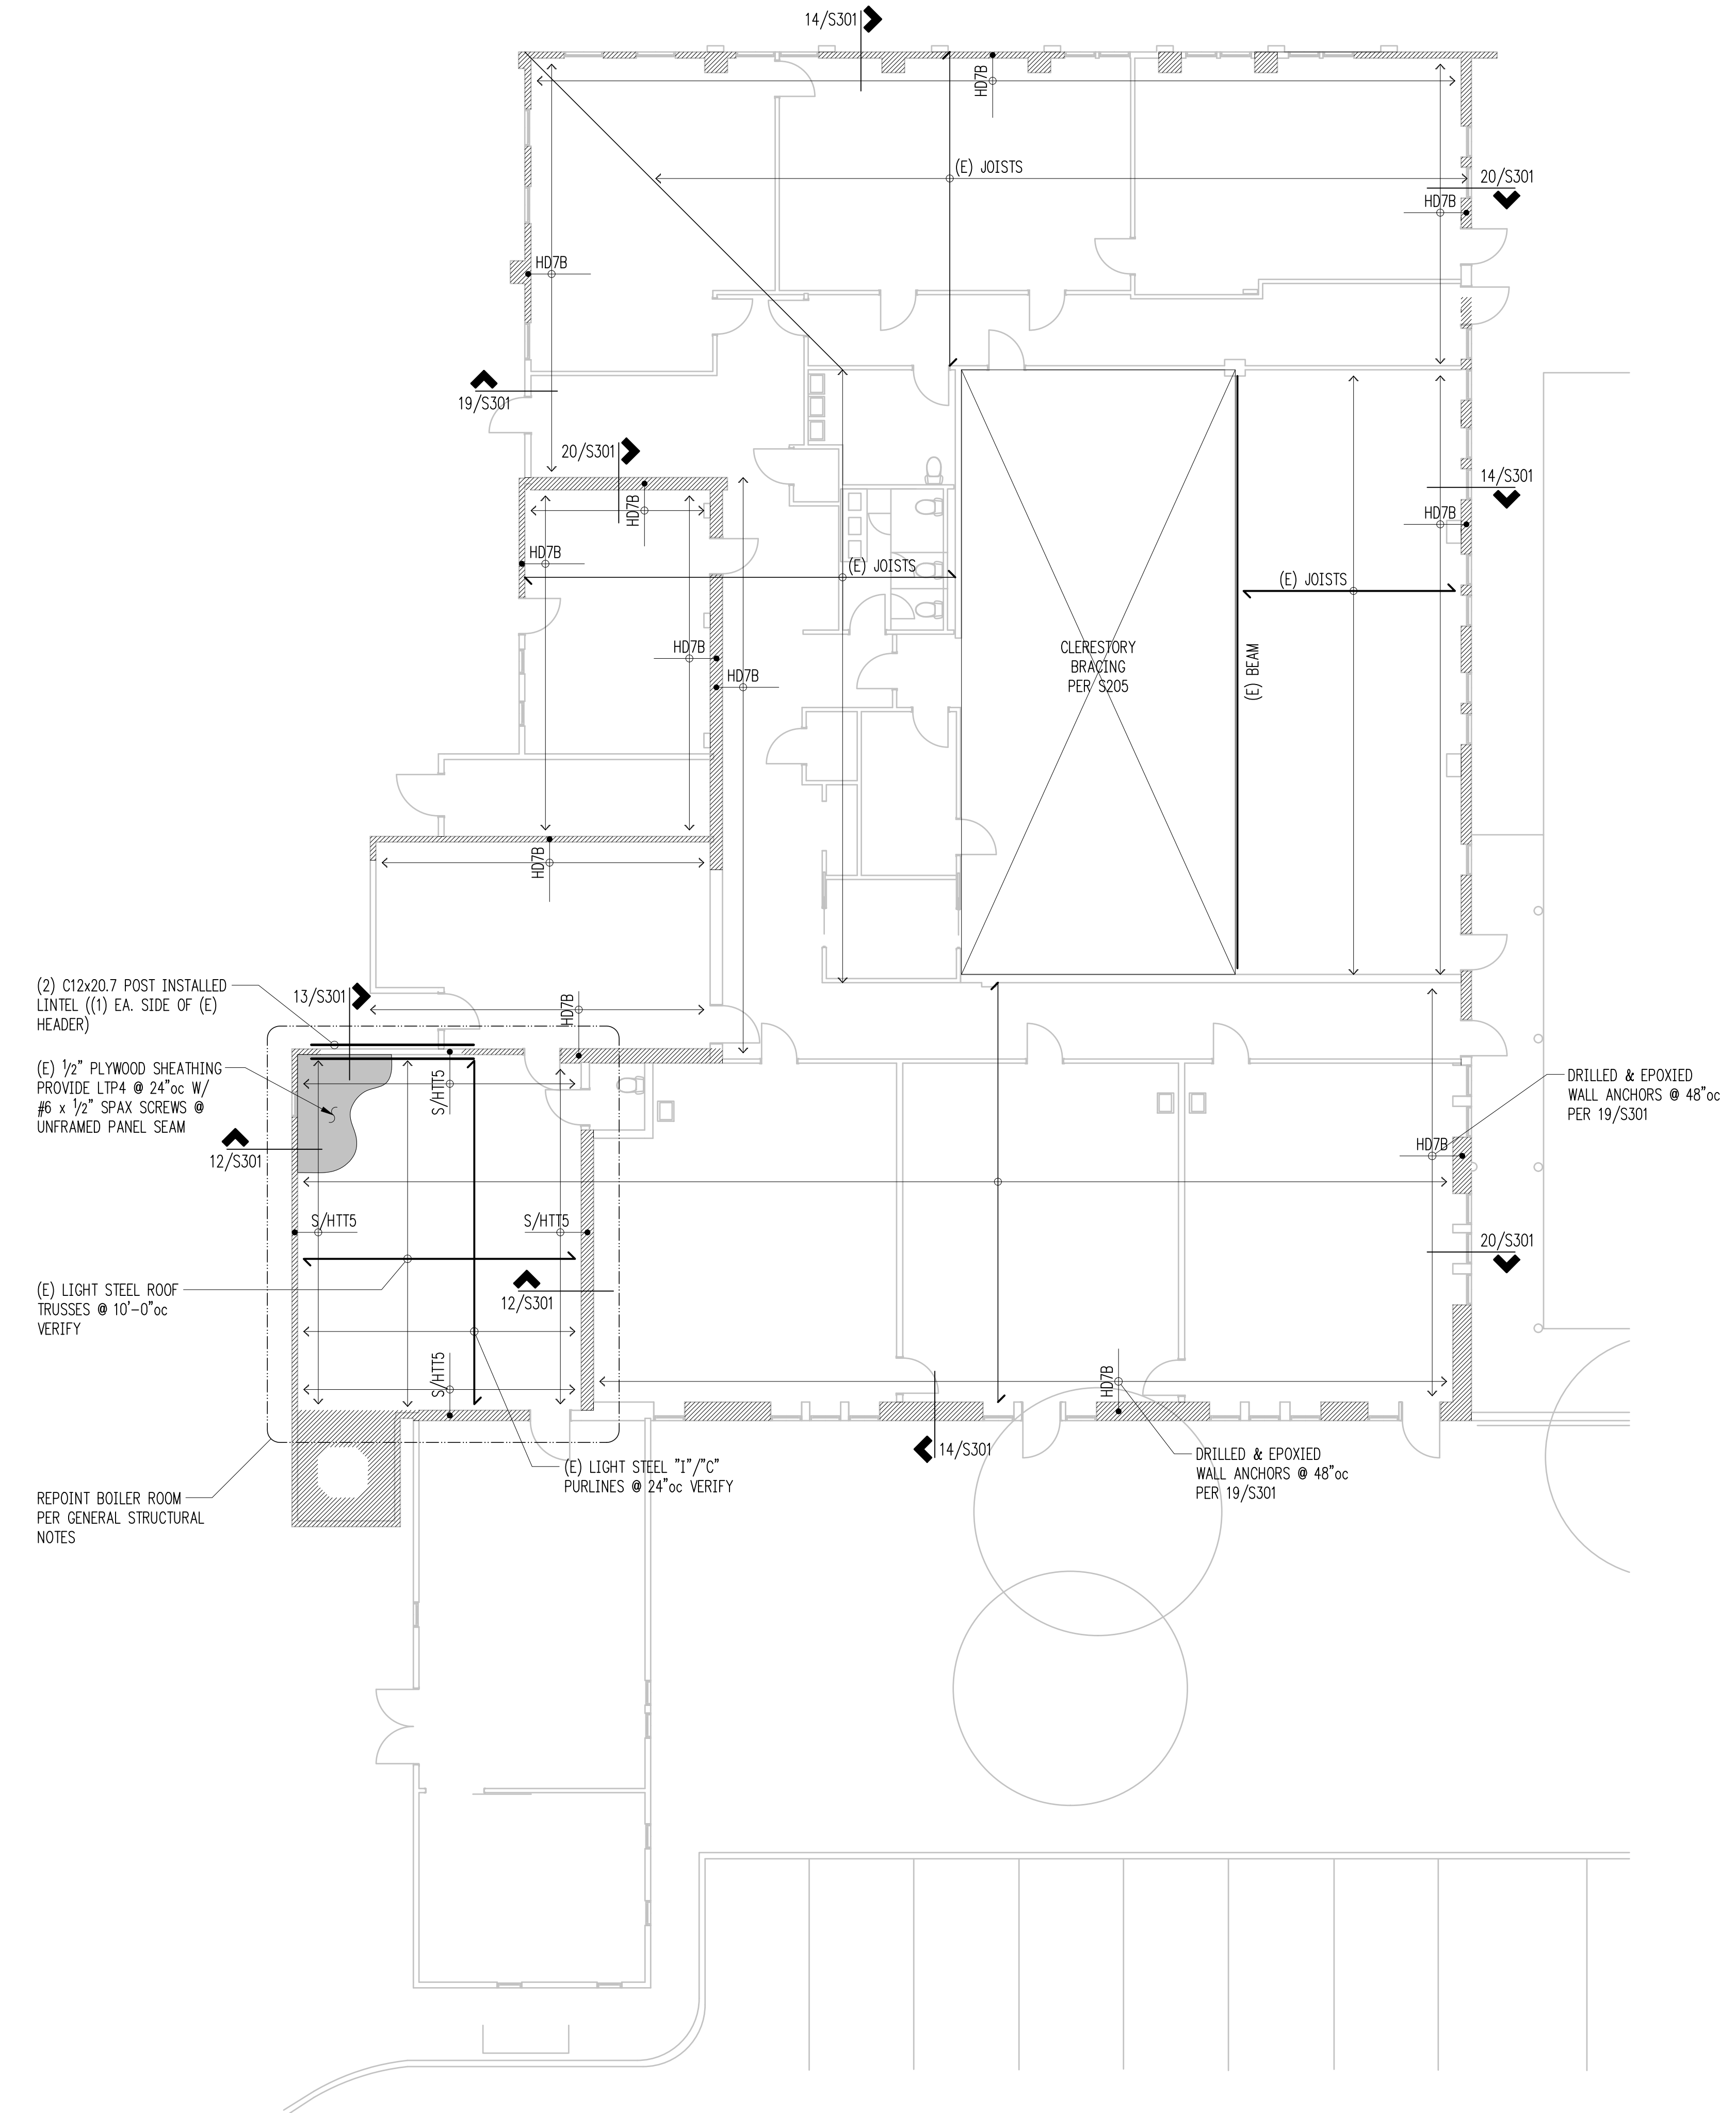 14/S301
HD7B
(E) JOISTS
20/S301
HD7B
HD7B
19/S301
20/S301
HD7B
14/S301
HD7B
HD7B
(E) JOISTS
(E) JOISTS
CLERESTORY
BRACING
PER S205
(E) BEAM
HD7B
HD7B
HD7B
(2) C12x20.7 POST INSTALLED
LINTEL ((1) EA. SIDE OF (E)
HEADER)
13/S301
HD7B
(E) 1/2" PLYWOOD SHEATHING
PROVIDE LTP4 @ 24"oc W/
#6 x 1/2" SPAX SCREWS @
UNFRAMED PANEL SEAM
S/HTT5
DRILLED & EPOXIED
WALL ANCHORS @ 48"oc
PER 19/S301
12/S301
HD7B
S/HTT5
S/HTT5
20/S301
(E) LIGHT STEEL ROOF
TRUSSES @ 10'-0"oc
VERIFY
12/S301
S/HTT5
HD7B
14/S301
(E) LIGHT STEEL "I"/"C"
PURLINES @ 24"oc VERIFY
DRILLED & EPOXIED
WALL ANCHORS @ 48"oc
PER 19/S301
REPOINT BOILER ROOM
PER GENERAL STRUCTURAL
NOTES